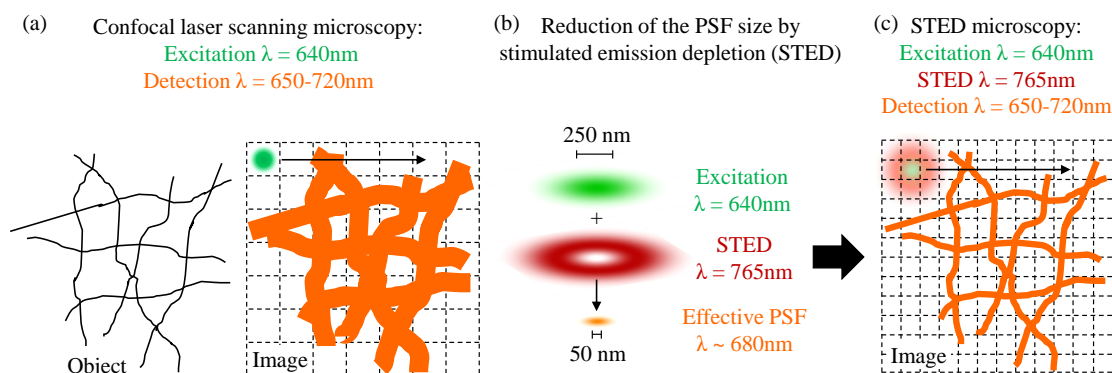 (a)
Confocal laser scanning microscopy:
Excitation λ = 640nm
Detection λ = 650-720nm
Object
Image
(b)
Reduction of the PSF size by
stimulated emission depletion (STED)
250 nm
Excitation
λ = 640nm
+
STED
λ = 765nm
Effective PSF
λ ~ 680nm
50 nm
(c)
STED microscopy:
Excitation λ = 640nm
STED λ = 765nm
Detection λ = 650-720nm
Image